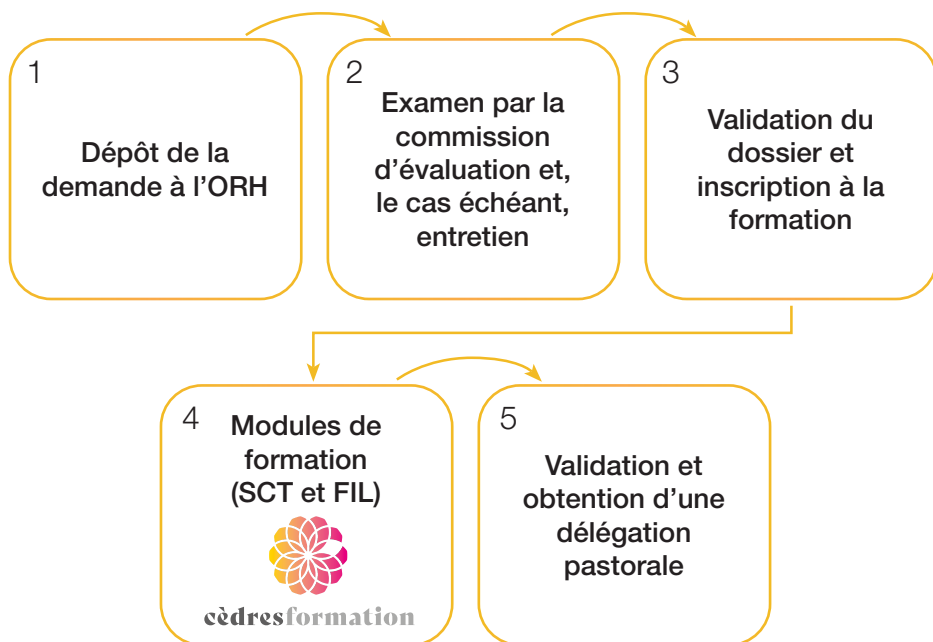 1
Dépôt de la
demande à l'ORH
2
Examen par la
commission
d'évaluation et,
le cas échéant,
entretien
3
Validation du
dossier et
inscription à la
formation
4
Modules de
formation
(SCT et FIL)
cèdresformation
5
Validation et
obtention d'une
délégation
pastorale